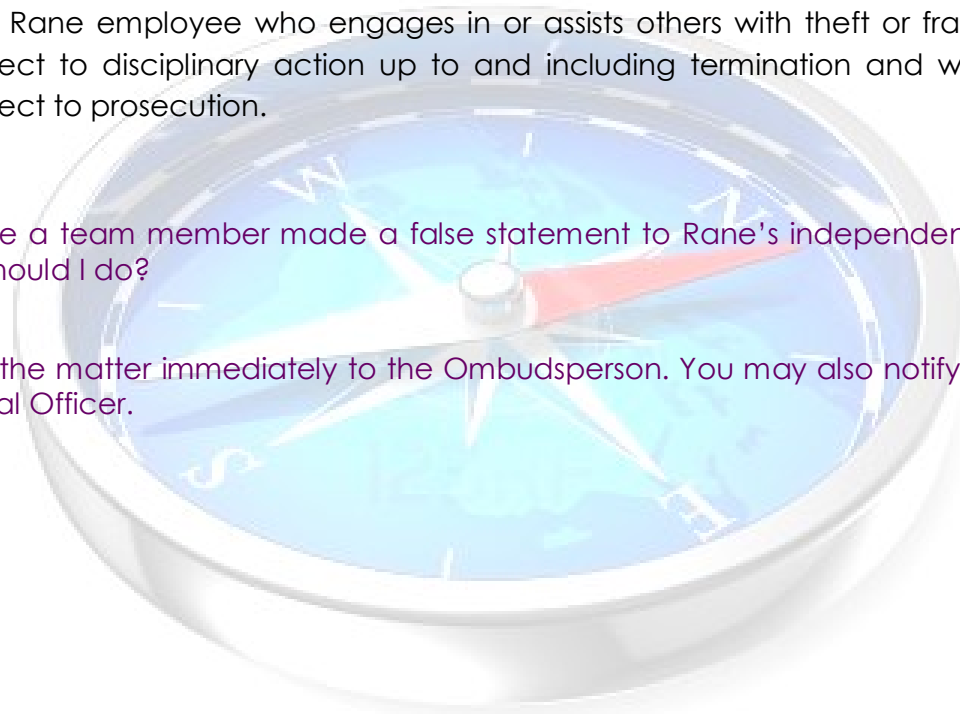 Rane employee who engages in or assists others with theft or fra
ect to disciplinary action up to and including termination and w
ect to prosecution.
e a team member made a false statement to Rane’s independen
hould I do?
the matter immediately to the Ombudsperson. You may also notify
al Officer.
W
N
S
E